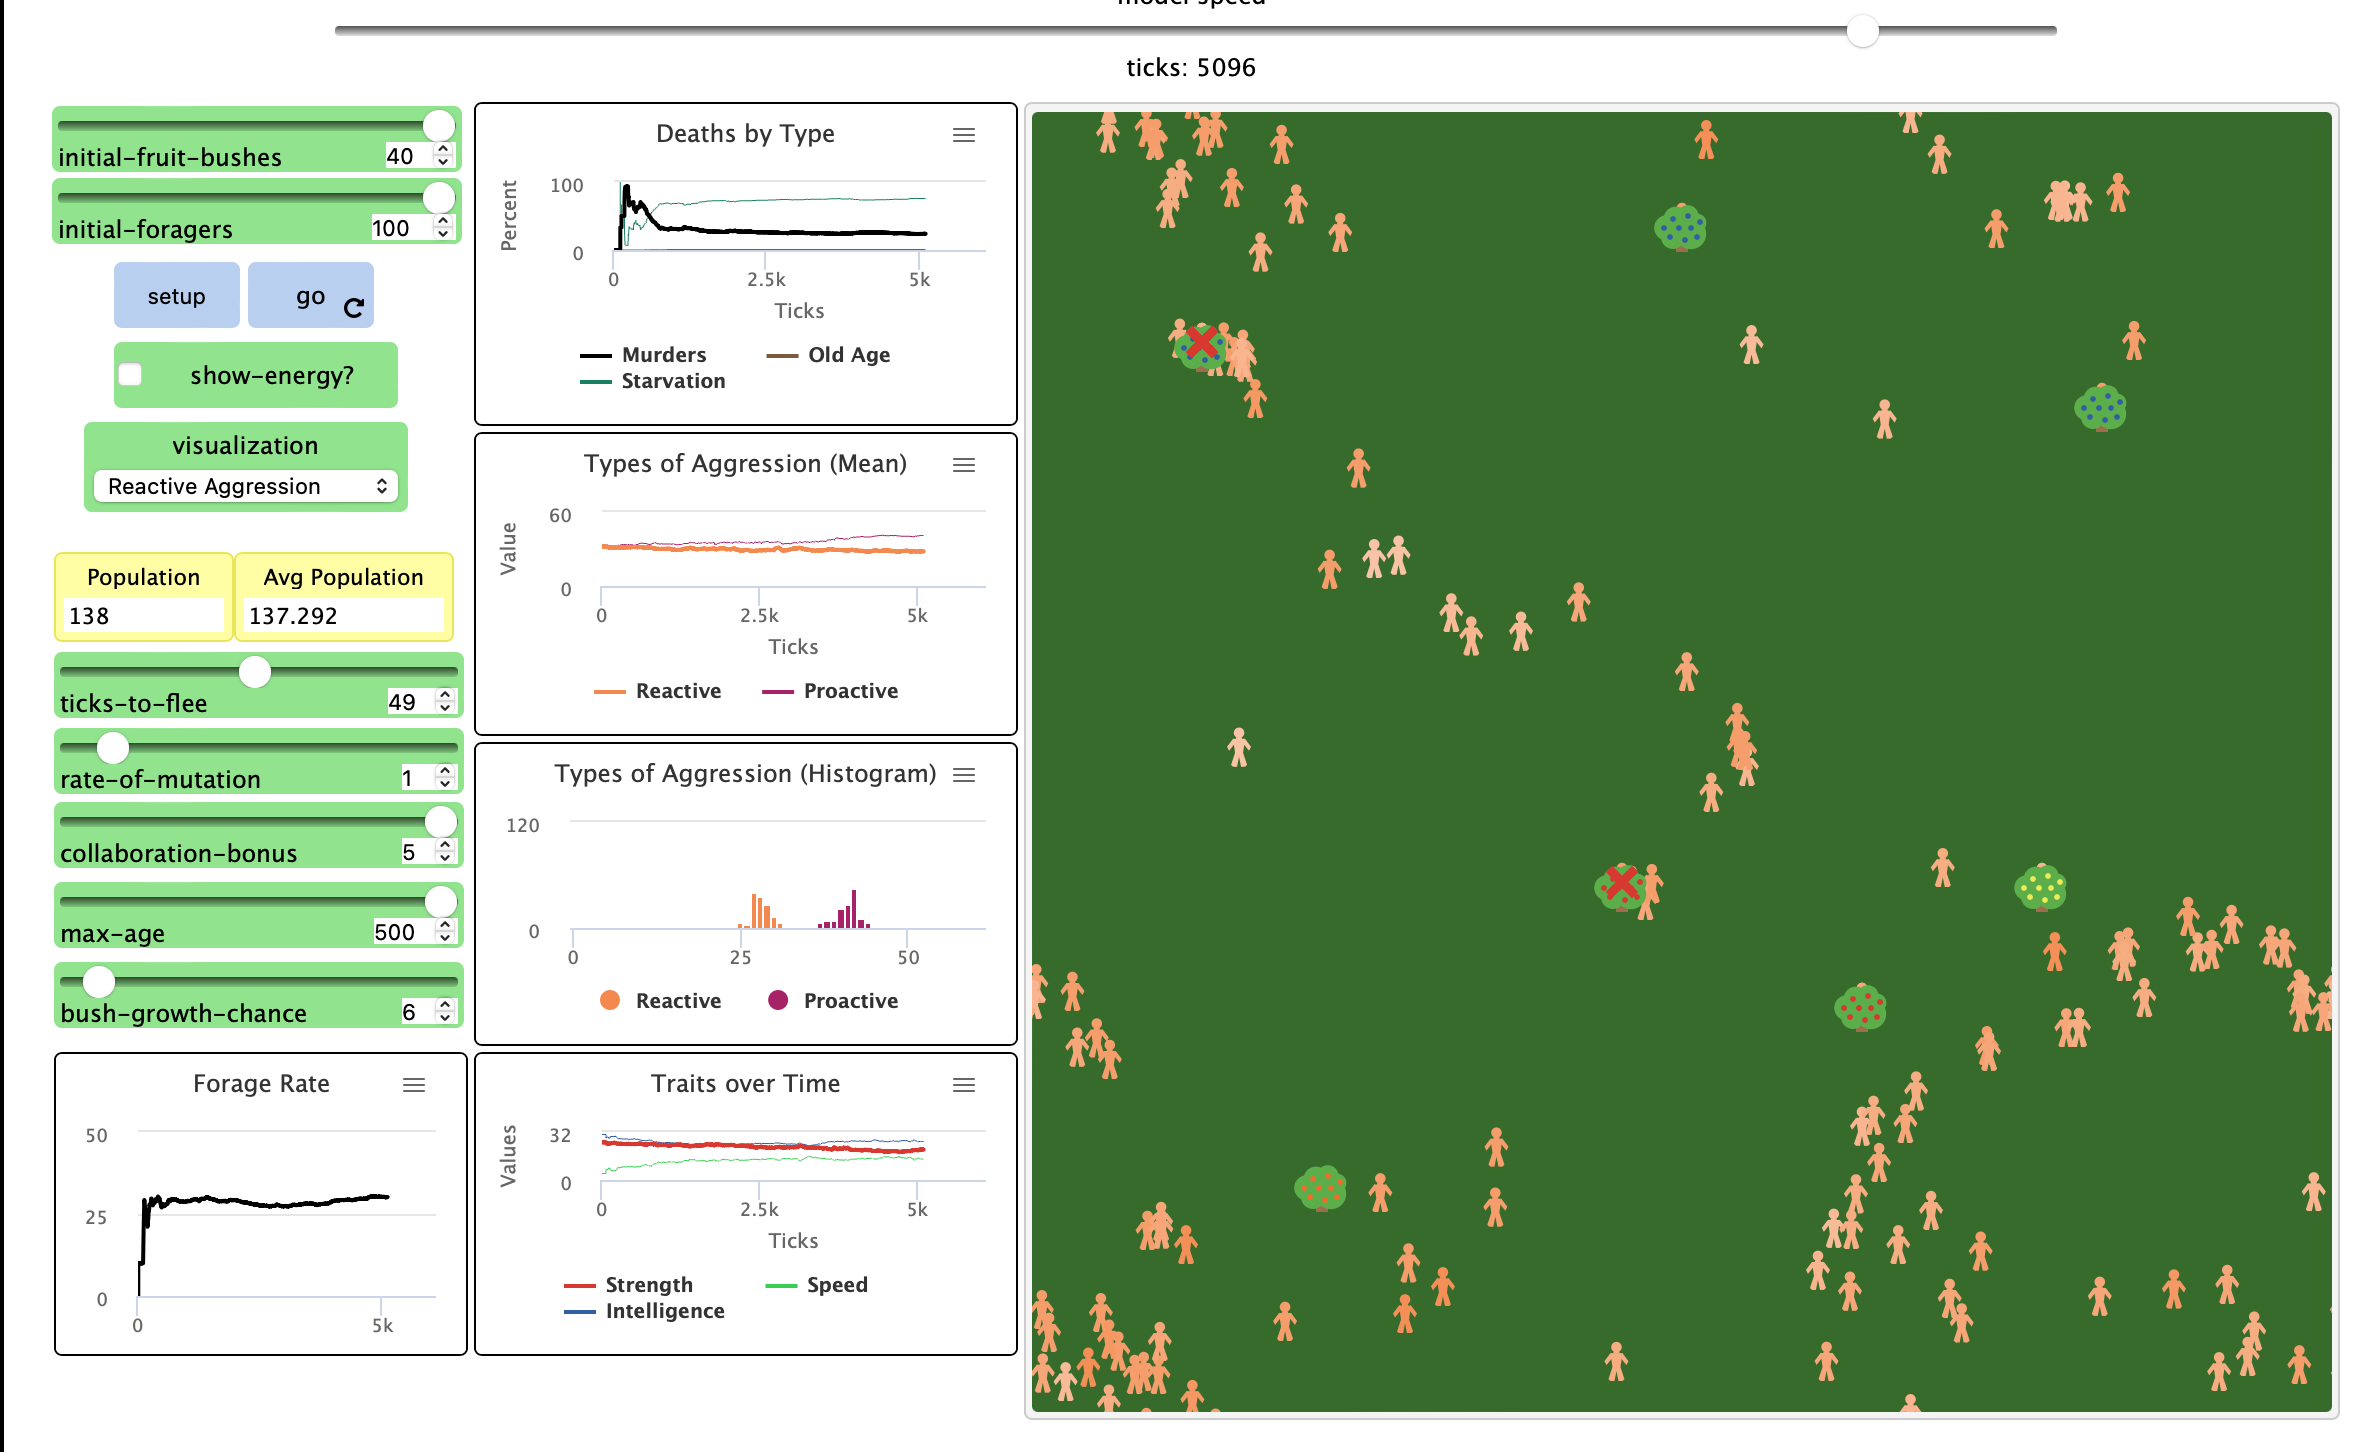 model speed
ticks: 5096
initial-fruit-bushes 40
initial-foragers 100
setup
go
show-energy?
visualization
Reactive Aggression
Population
138
Avg Population
137.292
ticks-to-flee 49
rate-of-mutation 1
collaboration-bonus 5
max-age 500
bush-growth-chance 6
Forage Rate
50
25
0
0 5k
Deaths by Type
Percent
100
0
0 2.5k 5k
Ticks
Murders Old Age
Starvation
Types of Aggression (Mean)
Value
60
0
0 2.5k 5k
Ticks
Reactive Proactive
Types of Aggression (Histogram)
120
0
0 25 50
Reactive Proactive
Traits over Time
Values
32
0
0 2.5k 5k
Ticks
Strength Speed
Intelligence